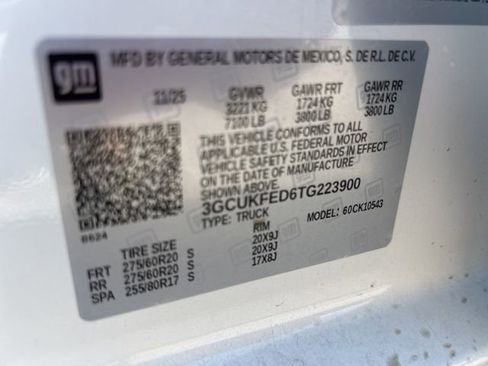 gm
MFD BY GENERAL MOTORS DE MEXICO, S. DE R.L. DE C.V.
11/25 GVWR GAWR FRT GAWR RR
3221 KG 1724 KG 1724 KG
7100 LB 3800 LB 3800 LB
THIS VEHICLE CONFORMS TO ALL
APPLICABLE U.S. FEDERAL MOTOR
VEHICLE SAFETY STANDARDS IN EFFECT
ON THE DATE OF MANUFACTURE
SHOWN ABOVE.
3GCUKFED6TG223900
TYPE: TRUCK MODEL: 60CK10543
6624
TIRE SIZE RIM
FRT 275/60R20 S 20X9J
RR 275/60R20 S 20X9J
SPA 255/80R17 S 17X8J